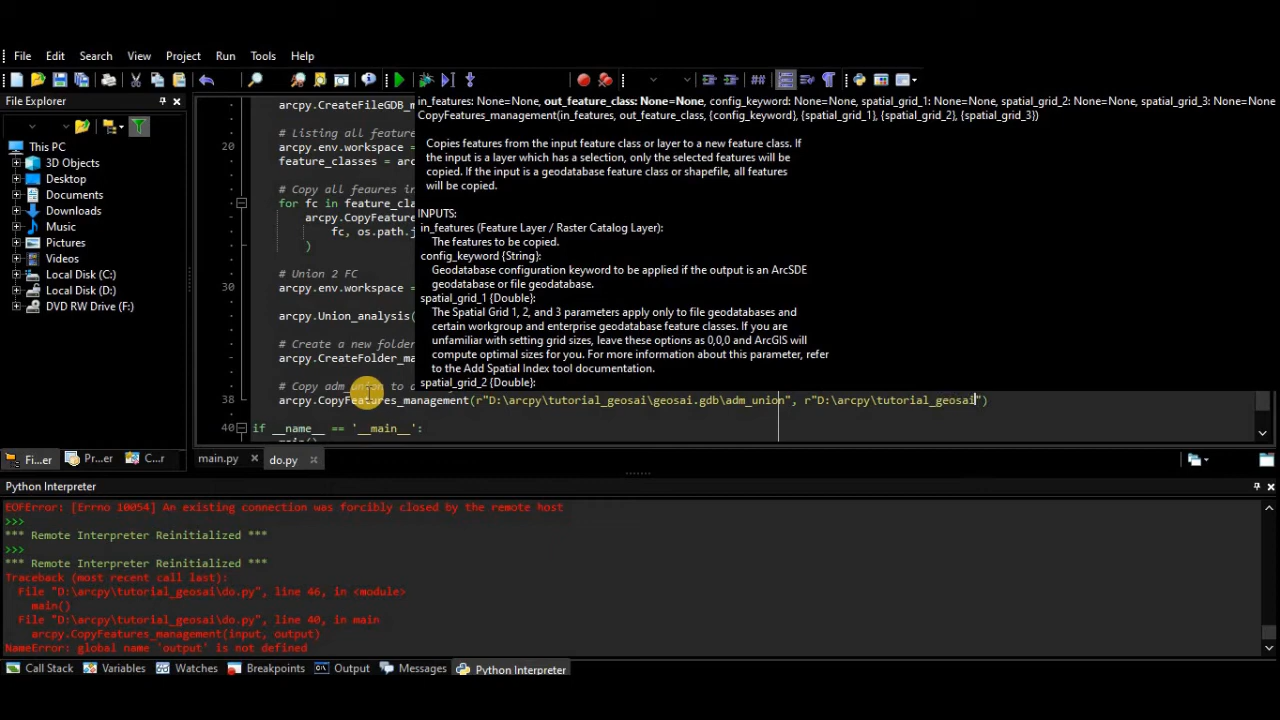 File Edit Search View Project Run Tools Help
File Explorer
This PC
3D Objects
Desktop
Documents
Downloads
Music
Pictures
Videos
Local Disk (C:)
Local Disk (D:)
DVD RW Drive (F:)
Fi...er Pr...er C...r
arcpy.CreateFileGDB_m
# Listing all feature
20 arcpy.env.workspace =
feature_classes = arc
# Copy all feaures in
for fc in feature_cla
arcpy.CopyFeature
fc, os.path.j
)
# Union 2 FC
30 arcpy.env.workspace =
arcpy.Union_analysis(
# Create a new folder
arcpy.CreateFolder_ma
# Copy adm_union to a
38 arcpy.CopyFeatures_management(r"D:\arcpy\tutorial_geosai\geosai.gdb\adm_union", r"D:\arcpy\tutorial_geosai")
40 if __name__ == '__main__':
main()
in_features: None=None, out_feature_class: None=None, config_keyword: None=None, spatial_grid_1: None=None, spatial_grid_2: None=None, spatial_grid_3: None=None
CopyFeatures_management(in_features, out_feature_class, {config_keyword}, {spatial_grid_1}, {spatial_grid_2}, {spatial_grid_3})
Copies features from the input feature class or layer to a new feature class. If
the input is a layer which has a selection, only the selected features will be
copied. If the input is a geodatabase feature class or shapefile, all features
will be copied.
INPUTS:
in_features (Feature Layer / Raster Catalog Layer):
The features to be copied.
config_keyword {String}:
Geodatabase configuration keyword to be applied if the output is an ArcSDE
geodatabase or file geodatabase.
spatial_grid_1 {Double}:
The Spatial Grid 1, 2, and 3 parameters apply only to file geodatabases and
certain workgroup and enterprise geodatabase feature classes. If you are
unfamiliar with setting grid sizes, leave these options as 0,0,0 and ArcGIS will
compute optimal sizes for you. For more information about this parameter, refer
to the Add Spatial Index tool documentation.
spatial_grid_2 {Double}:
main.py do.py
Python Interpreter
EOFError: [Errno 10054] An existing connection was forcibly closed by the remote host
>>>
*** Remote Interpreter Reinitialized ***
>>>
*** Remote Interpreter Reinitialized ***
Traceback (most recent call last):
File "D:\arcpy\tutorial_geosai\do.py", line 46, in <module>
main()
File "D:\arcpy\tutorial_geosai\do.py", line 40, in main
arcpy.CopyFeatures_management(input, output)
NameError: global name 'output' is not defined
Call Stack Variables Watches Breakpoints Output Messages Python Interpreter